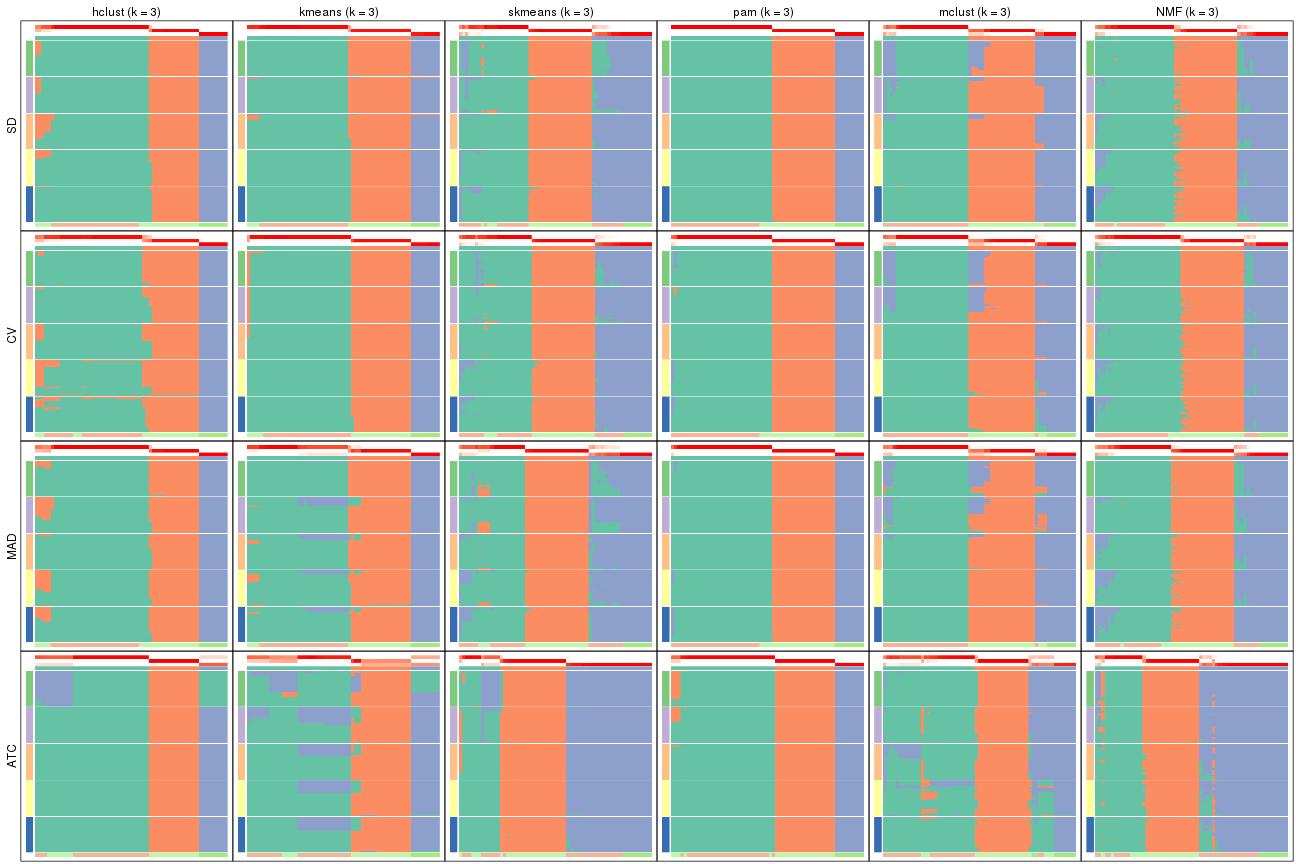 hclust (k = 3) kmeans (k = 3) skmeans (k = 3) pam (k = 3) mclust (k = 3) NMF (k = 3)
SD
CV
MAD
ATC